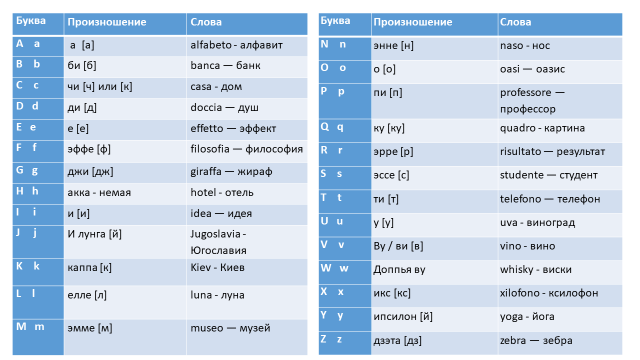 Буква Произношение Слова
A a а [а] alfabeto - алфавит
B b би [б] banca — банк
C c чи [ч] или [к] casa - дом
D d ди [д] doccia — душ
E e е [е] effetto — эффект
F f эффе [ф] filosofia — философия
G g джи [дж] giraffa — жираф
H h акка - немая hotel - отель
I i и [и] idea — идея
J j И лунга [й] Jugoslavia -
Югославия
K k каппа [к] Kiev - Киев
L l елле [л] luna - луна
M m эмме [м] museo — музей
Буква Произношение Слова
N n энне [н] naso - нос
O o о [о] oasi — оазис
P p пи [п] professore —
профессор
Q q ку [ку] quadro - картина
R r эрре [р] risultato — результат
S s эссе [с] studente — студент
T t ти [т] telefono — телефон
U u у [у] uva - виноград
V v Ву / ви [в] vino - вино
W w Доппья ву whisky - виски
X x икс [кс] xilofono - ксилофон
Y y ипсилон [й] yoga - йога
Z z дзэта [дз] zebra — зебра